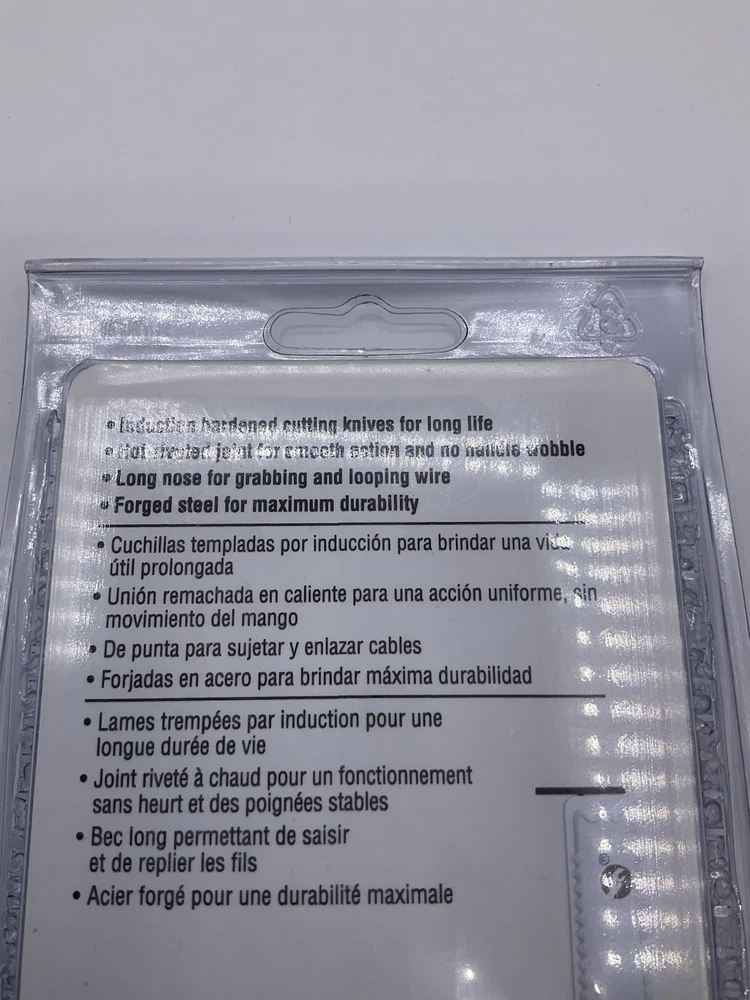 • Induction hardened cutting knives for long life
• Hot riveted joint for smooth action and no handle wobble
• Long nose for grabbing and looping wire
• Forged steel for maximum durability
• Cuchillas templadas por inducción para brindar una vida
útil prolongada
• Unión remachada en caliente para una acción uniforme, sin
movimiento del mango
• De punta para sujetar y enlazar cables
• Forjadas en acero para brindar máxima durabilidad
• Lames trempées par induction pour une
longue durée de vie
• Joint riveté à chaud pour un fonctionnement
sans heurt et des poignées stables
• Bec long permettant de saisir
et de replier les fils
• Acier forgé pour une durabilité maximale
®